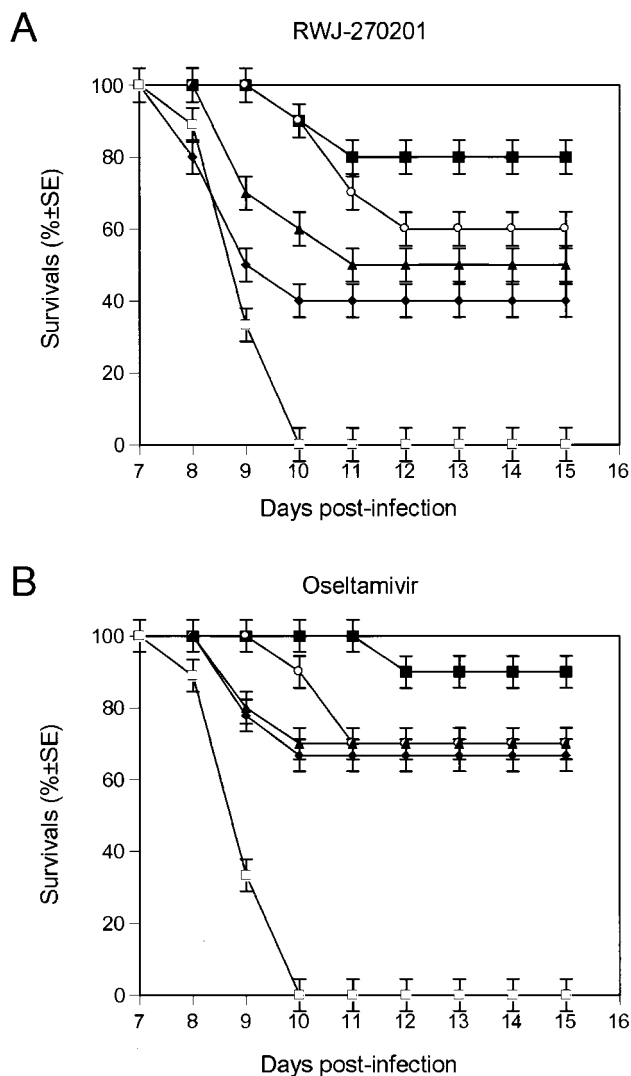 A
RWJ-270201
100
80
60
40
20
0
Survivals (%±SE)
7 8 9 10 11 12 13 14 15 16
Days post-infection
B
Oseltamivir
100
80
60
40
20
0
Survivals (%±SE)
7 8 9 10 11 12 13 14 15 16
Days post-infection